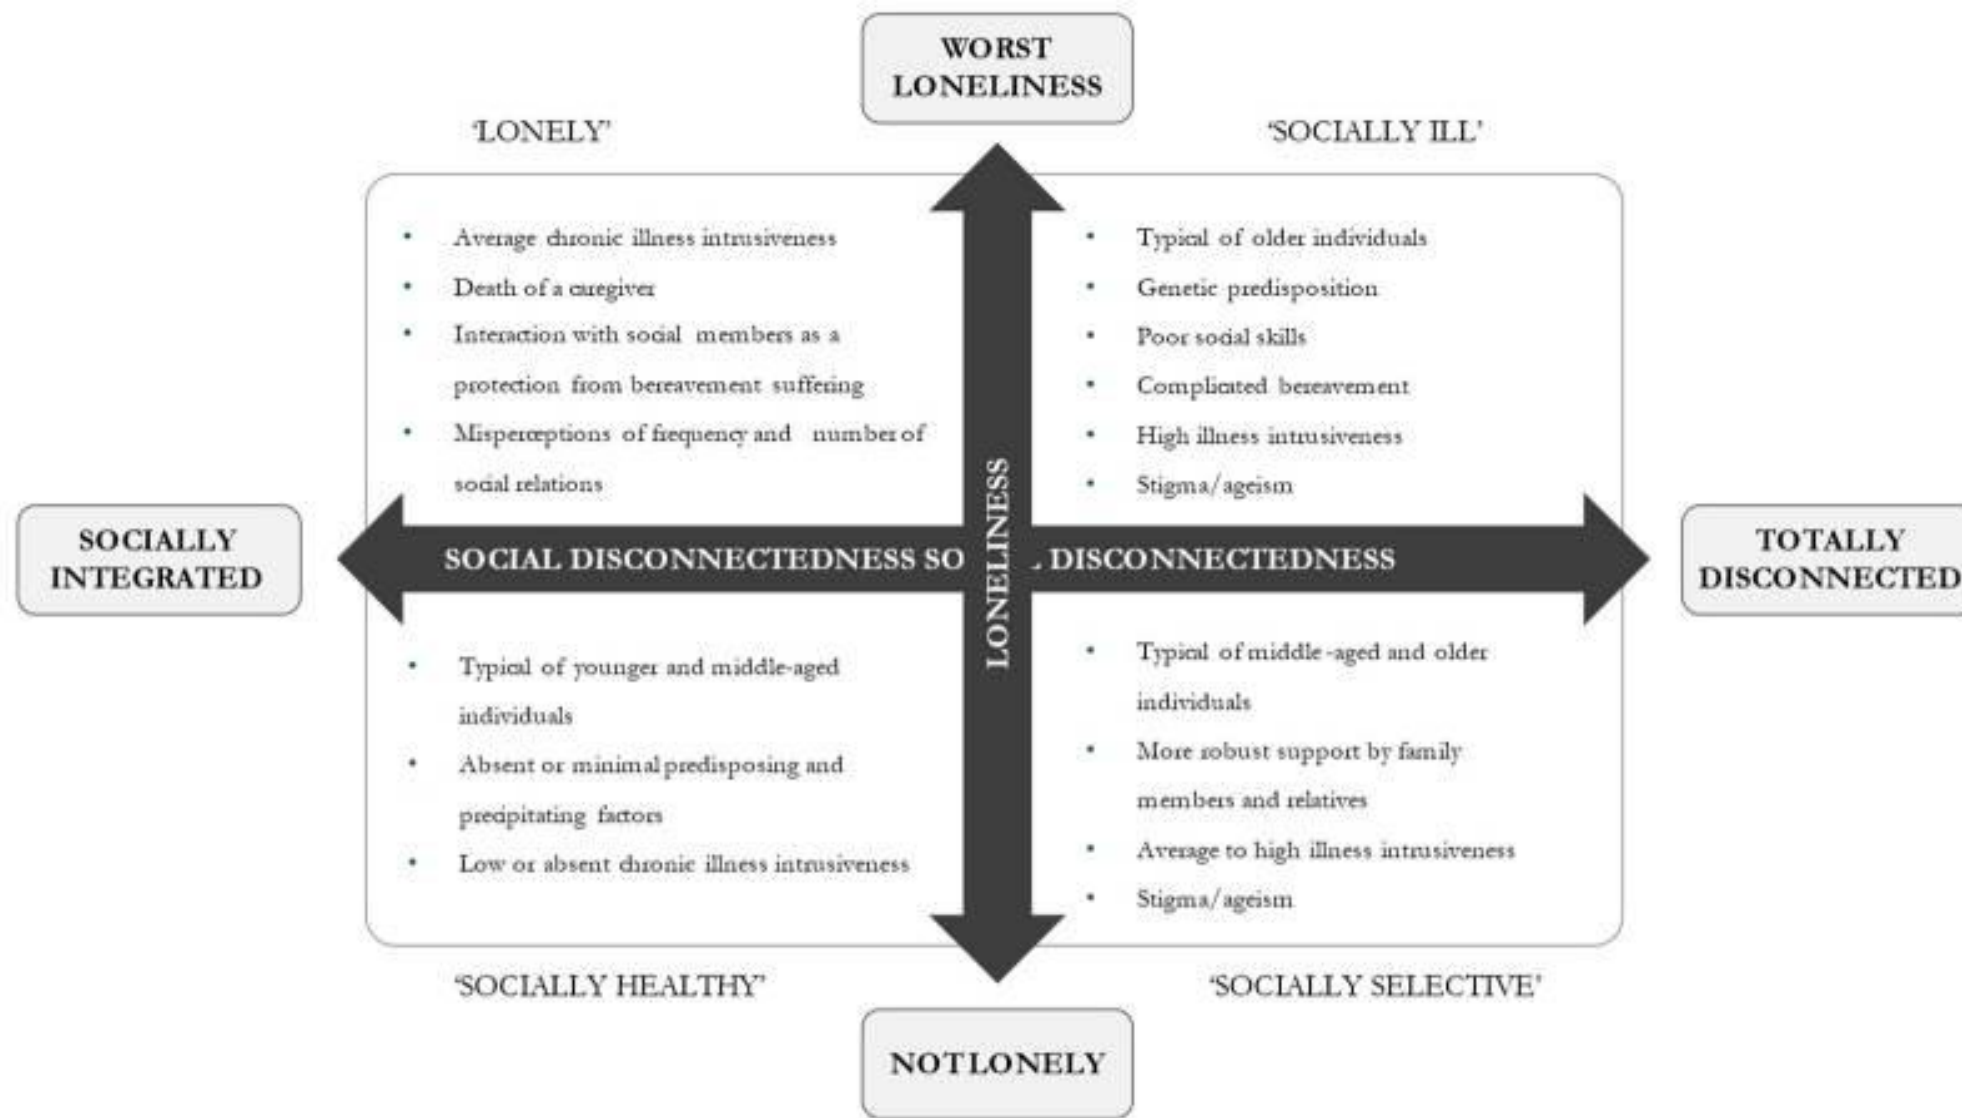 WORST
LONELINESS
‘LONELY’
‘SOCIALLY ILL’
• Average chronic illness intrusiveness
• Death of a caregiver
• Interaction with social members as a
protection from bereavement suffering
• Misperceptions of frequency and number of
social relations
• Typical of older individuals
• Genetic predisposition
• Poor social skills
• Complicated bereavement
• High illness intrusiveness
• Stigma/ageism
SOCIALLY
INTEGRATED
SOCIAL DISCONNECTEDNESS SO L DISCONNECTEDNESS
LONELINESS
TOTALLY
DISCONNECTED
• Typical of younger and middle-aged
individuals
• Absent or minimal predisposing and
precipitating factors
• Low or absent chronic illness intrusiveness
• Typical of middle-aged and older
individuals
• More robust support by family
members and relatives
• Average to high illness intrusiveness
• Stigma/ageism
‘SOCIALLY HEALTHY’
‘SOCIALLY SELECTIVE’
NOT LONELY